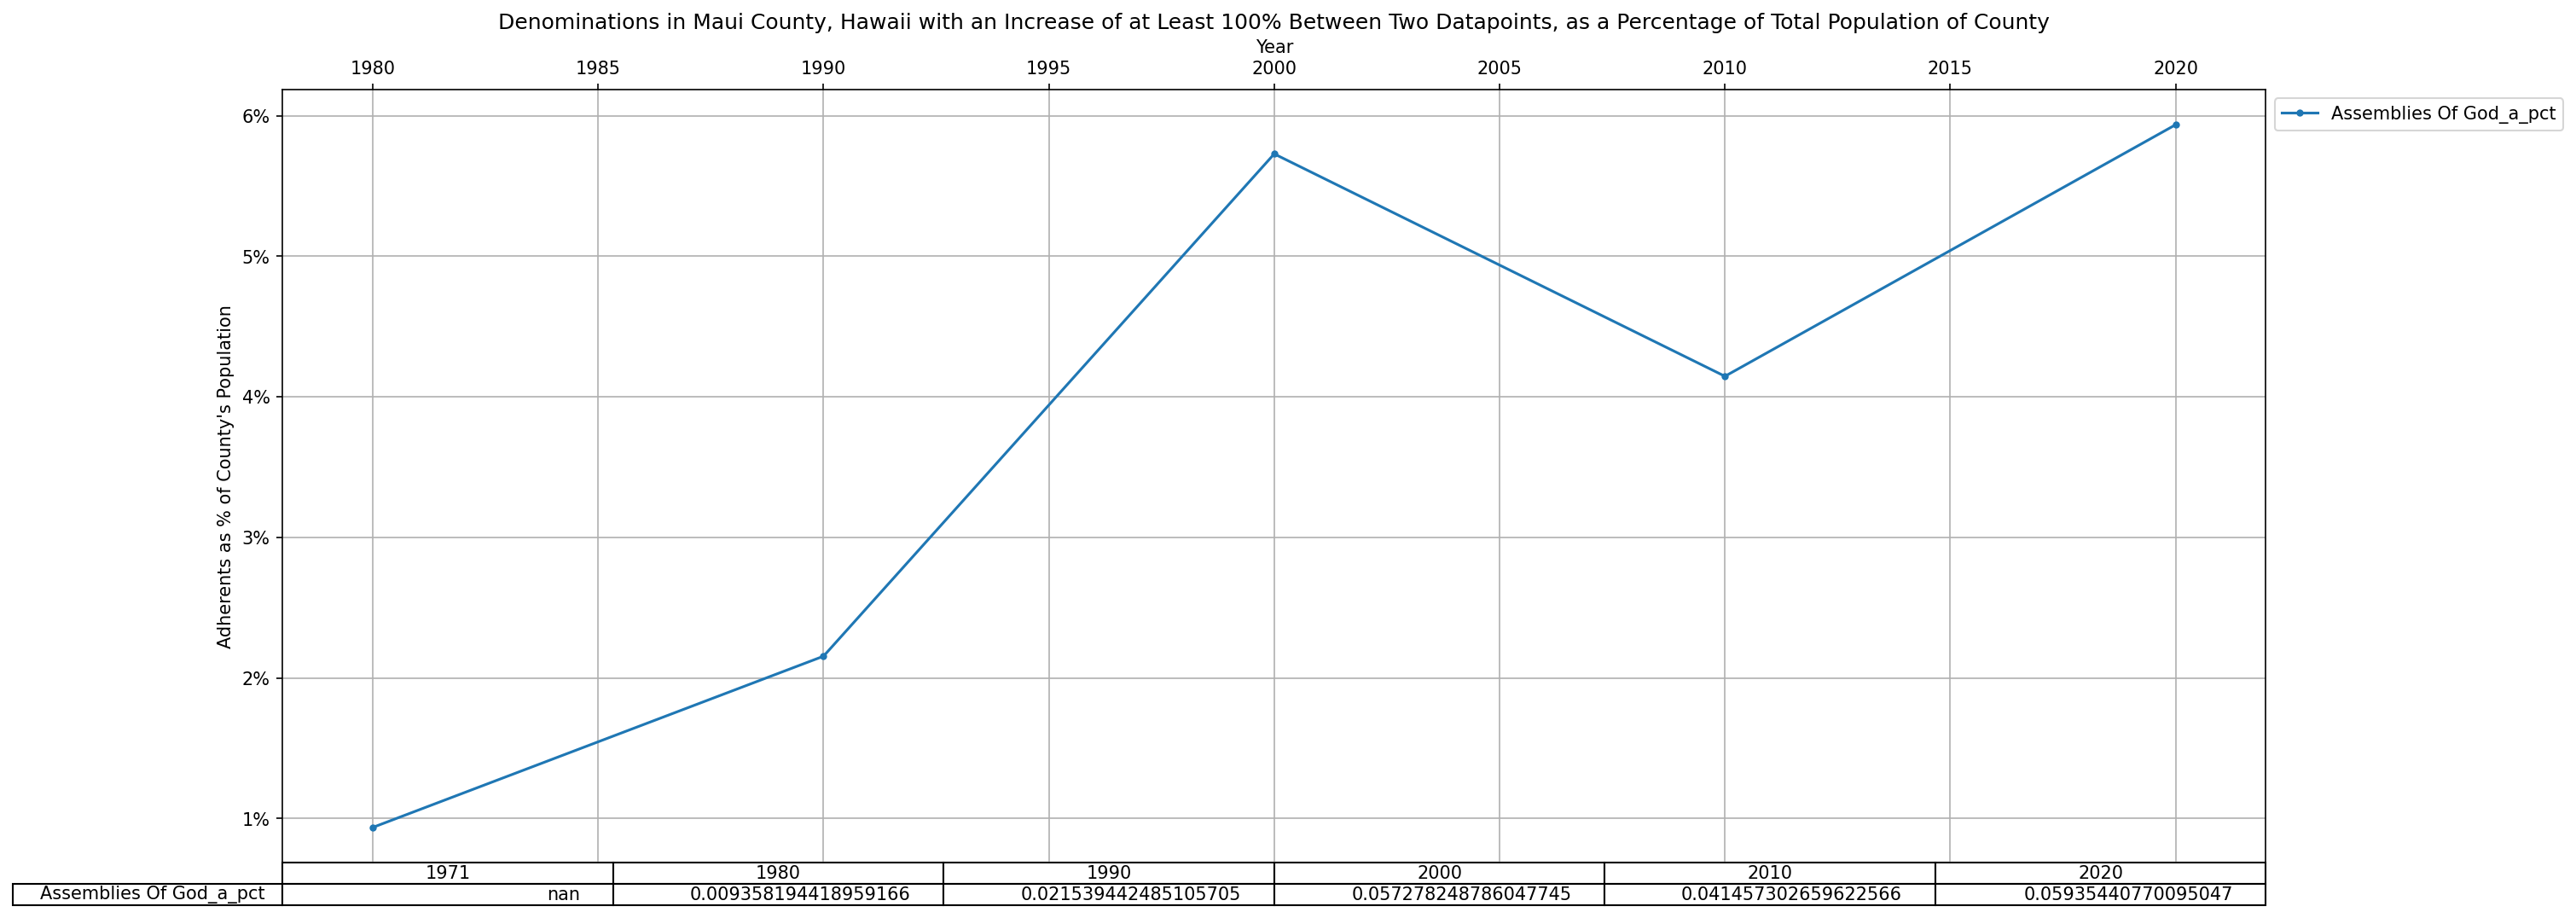 Denominations in Maui County, Hawaii with an Increase of at Least 100% Between Two Datapoints, as a Percentage of Total Population of County
Year
1980 1985 1990 1995 2000 2005 2010 2015 2020
Assemblies Of God_a_pct
6%
5%
4%
3%
2%
1%
Adherents as % of County's Population
1971 1980 1990 2000 2010 2020
Assemblies Of God_a_pct nan 0.009358194418959166 0.021539442485105705 0.057278248786047745 0.041457302659622566 0.05935440770095047